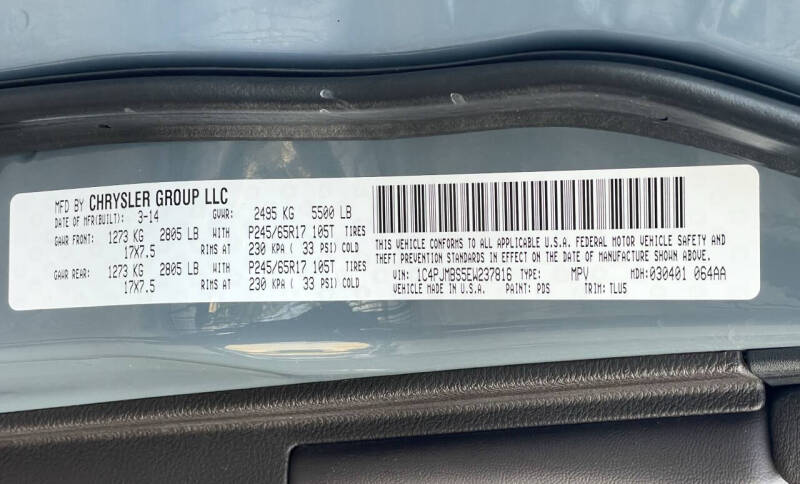 MFD BY CHRYSLER GROUP LLC
DATE OF MFR(BUILT): 3-14 GVWR: 2495 KG 5500 LB
GAWR FRONT: 1273 KG 2805 LB WITH P245/65R17 105T TIRES
17X7.5 RIMS AT 230 KPA ( 33 PSI) COLD
GAWR REAR: 1273 KG 2805 LB WITH P245/65R17 105T TIRES
17X7.5 RIMS AT 230 KPA ( 33 PSI) COLD
THIS VEHICLE CONFORMS TO ALL APPLICABLE U.S.A. FEDERAL MOTOR VEHICLE SAFETY AND
THEFT PREVENTION STANDARDS IN EFFECT ON THE DATE OF MANUFACTURE SHOWN ABOVE.
VIN: 1C4PJMBS5EW237816 TYPE: MPV MDH:030401 064AA
VEHICLE MADE IN U.S.A. PAINT: PDS TRIM: TLU5